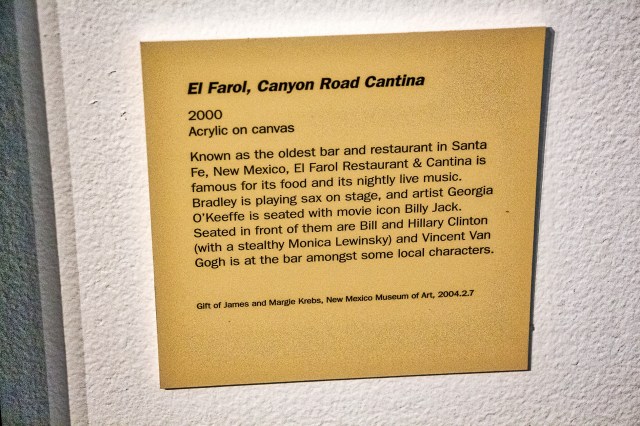 El Farol, Canyon Road Cantina
2000
Acrylic on canvas
Known as the oldest bar and restaurant in Santa
Fe, New Mexico, El Farol Restaurant & Cantina is
famous for its food and its nightly live music.
Bradley is playing sax on stage, and artist Georgia
O'Keeffe is seated with movie icon Billy Jack.
Seated in front of them are Bill and Hillary Clinton
(with a stealthy Monica Lewinsky) and Vincent Van
Gogh is at the bar amongst some local characters.
Gift of James and Margie Krebs, New Mexico Museum of Art, 2004.2.7